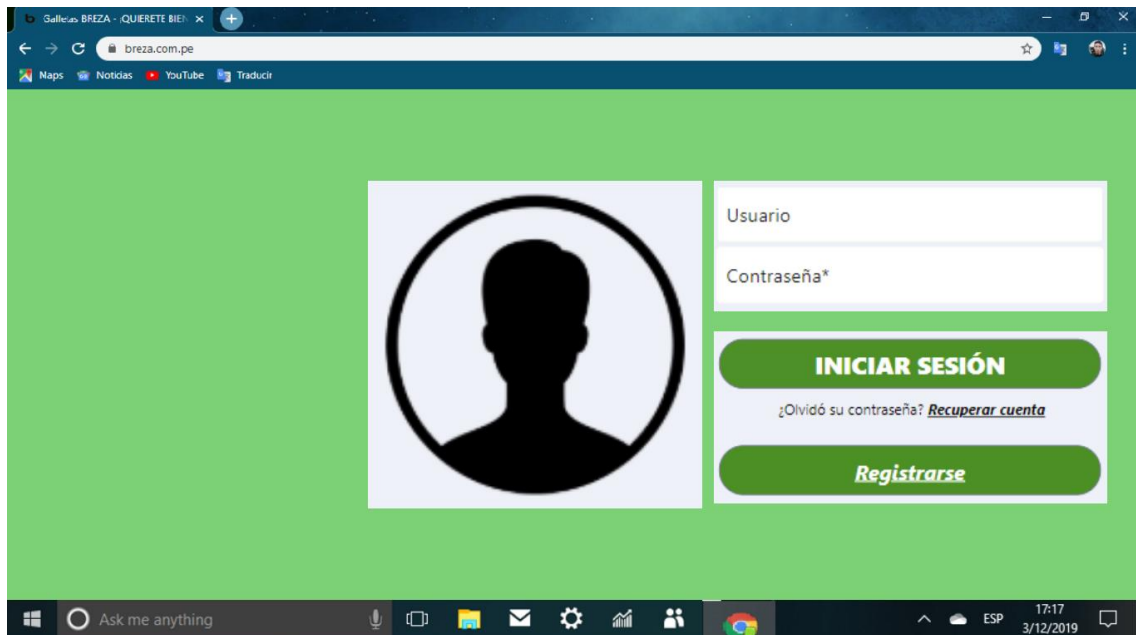 Galletas BREZA - ¡QUIERETE BIEN
breza.com.pe
Maps Noticias YouTube Traducir
Usuario
Contraseña*
INICIAR SESIÓN
¿Olvidó su contraseña? Recuperar cuenta
Registrarse
Ask me anything
ESP
17:17
3/12/2019